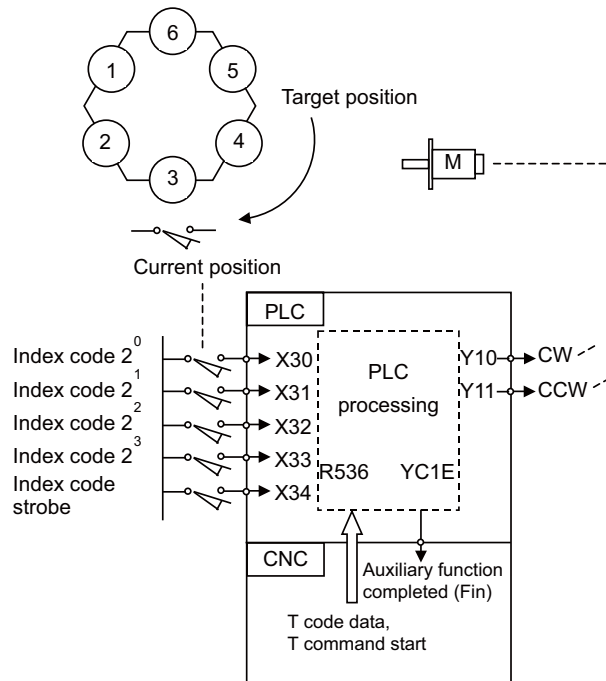 6
1
5
2
4
3
Target position
M
Current position
PLC
Index code 2^0
X30
Y10
CW
Index code 2^1
X31
PLC
processing
Y11
CCW
Index code 2^2
X32
Index code 2^3
X33
R536
YC1E
Index code
strobe
X34
CNC
Auxiliary function
completed (Fin)
T code data,
T command start